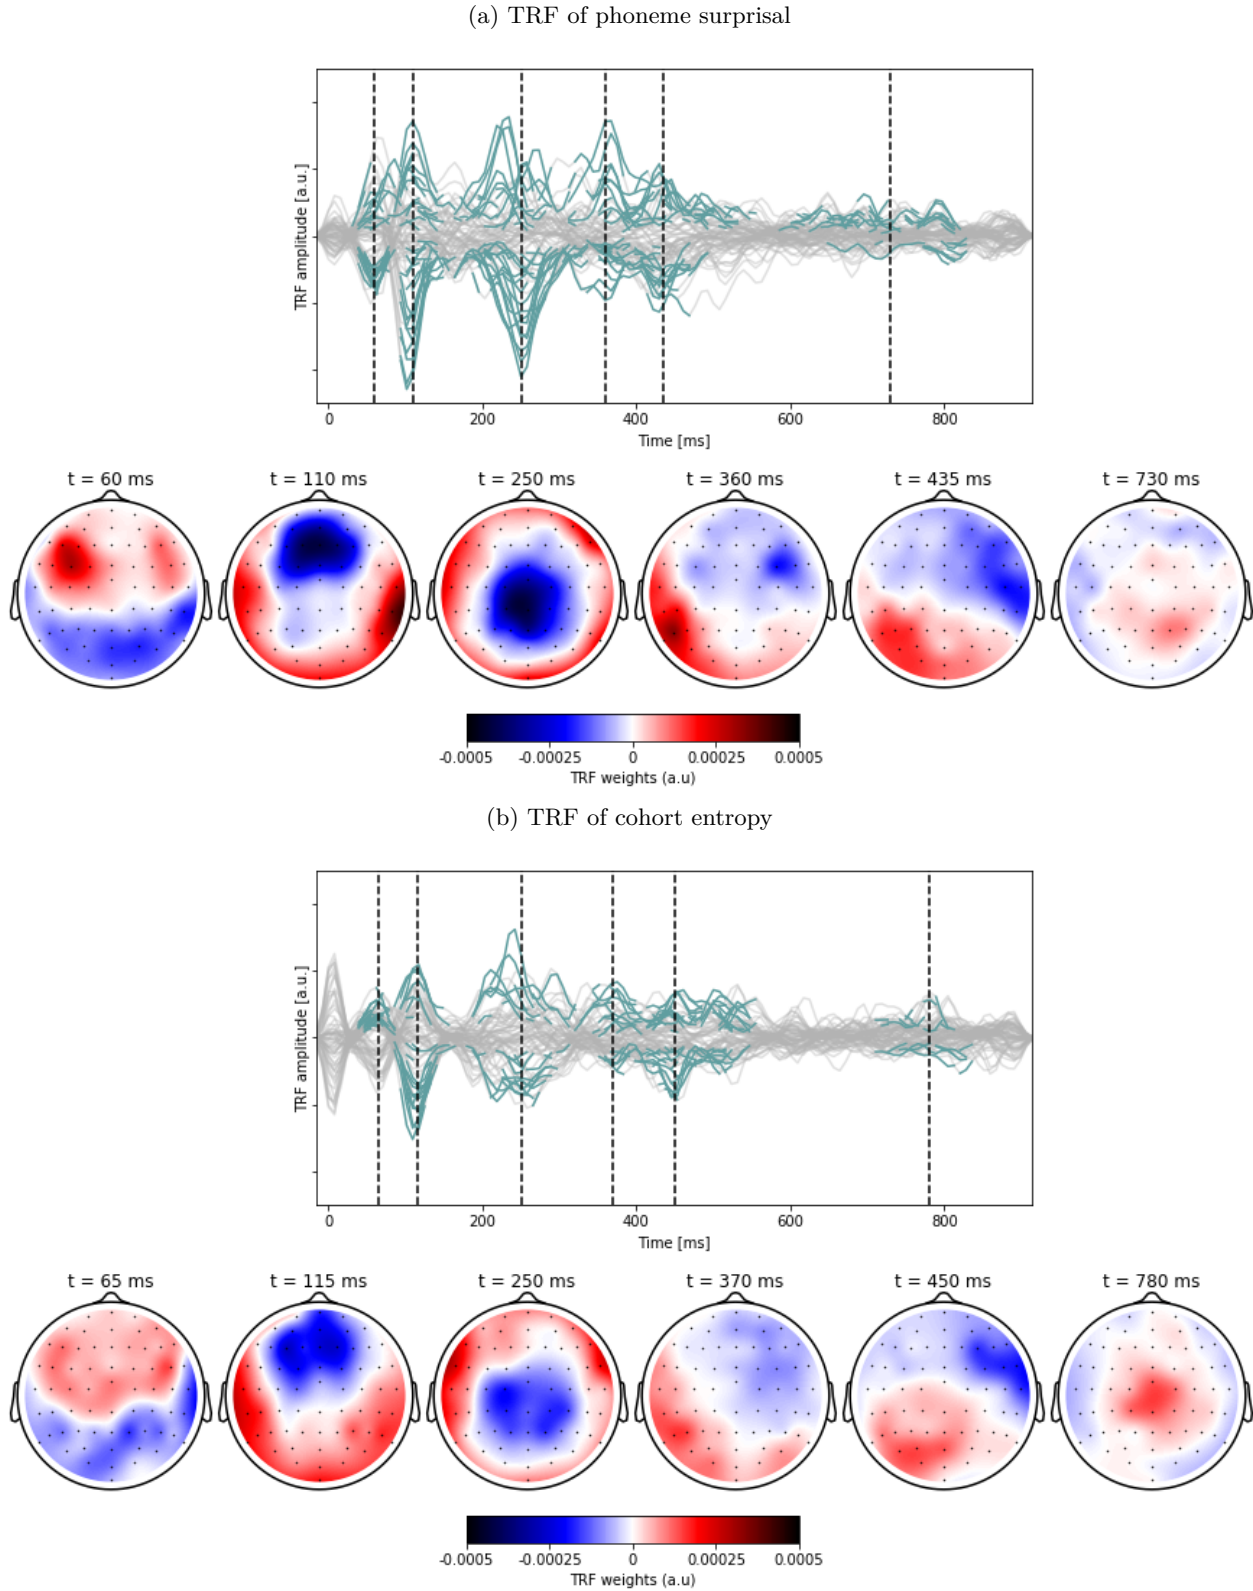 (a) TRF of phoneme surprisal
TRF amplitude [a.u.]
0 200 400 600 800
Time [ms]
t = 60 ms t = 110 ms t = 250 ms t = 360 ms t = 435 ms t = 730 ms
-0.0005 -0.00025 0 0.00025 0.0005
TRF weights (a.u)
(b) TRF of cohort entropy
TRF amplitude [a.u.]
0 200 400 600 800
Time [ms]
t = 65 ms t = 115 ms t = 250 ms t = 370 ms t = 450 ms t = 780 ms
-0.0005 -0.00025 0 0.00025 0.0005
TRF weights (a.u)